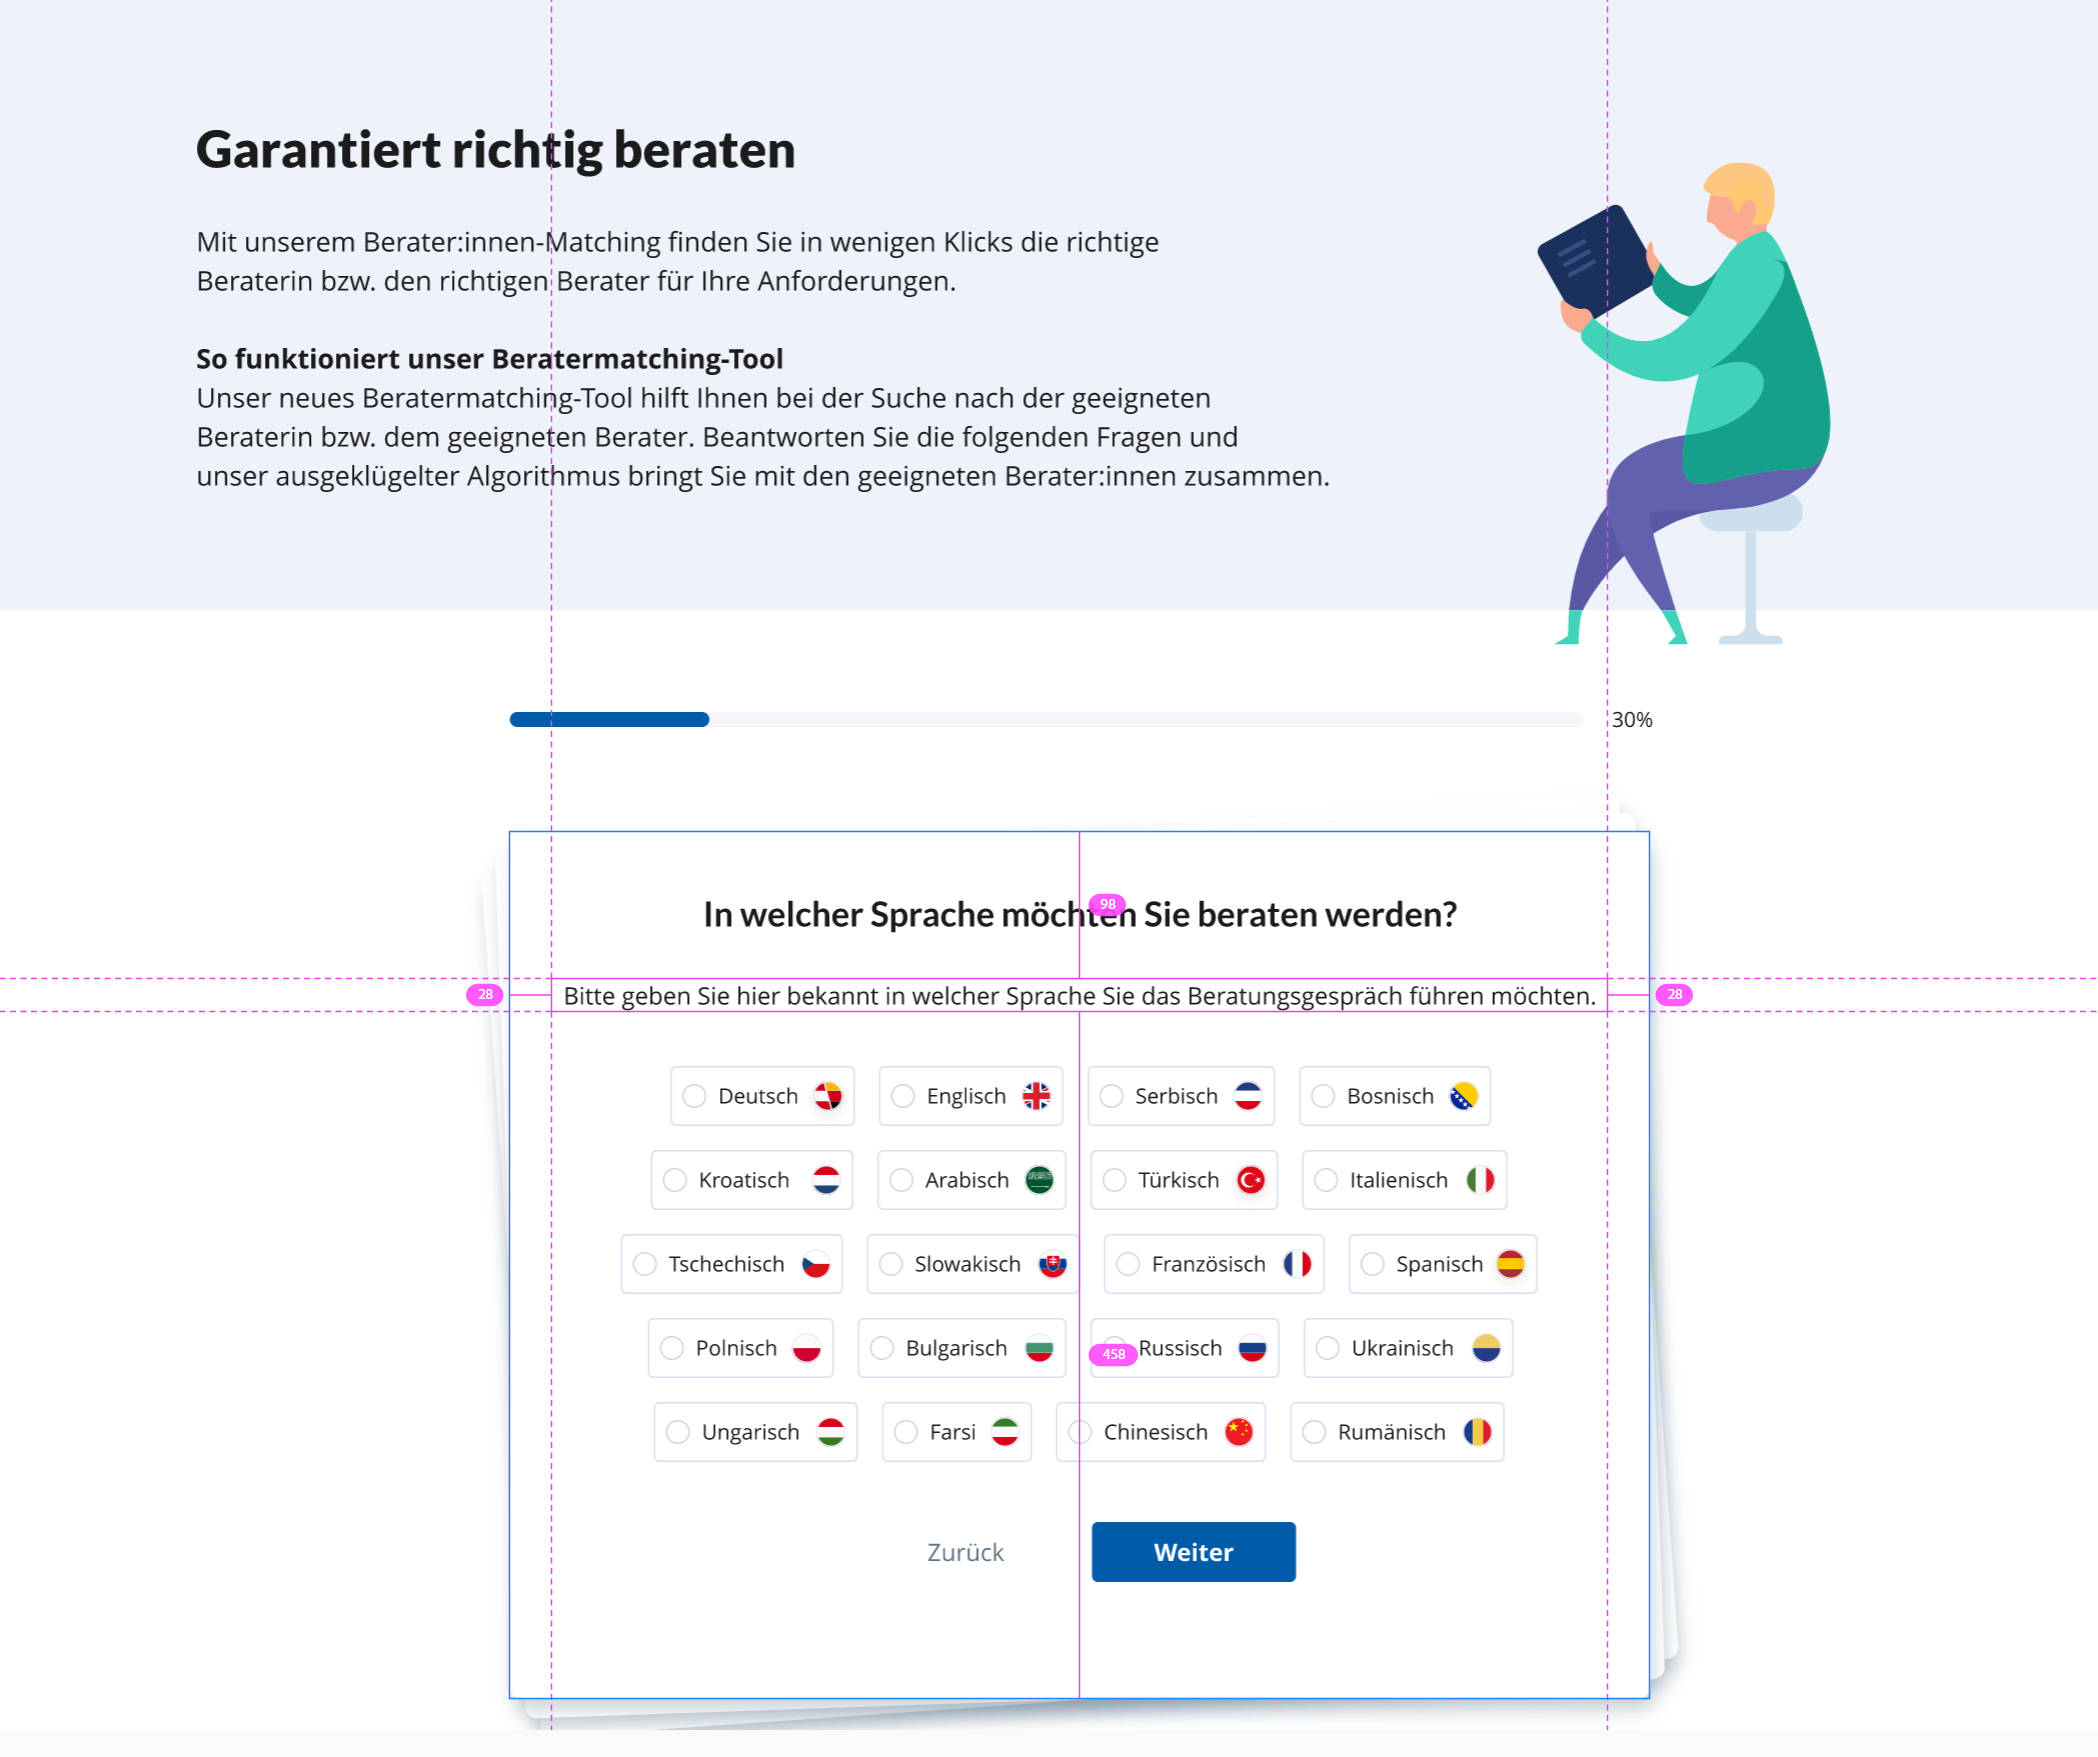 Garantiert richtig beraten
Mit unserem Berater:innen-Matching finden Sie in wenigen Klicks die richtige
Beraterin bzw. den richtigen Berater für Ihre Anforderungen.
So funktioniert unser Beratermatching-Tool
Unser neues Beratermatching-Tool hilft Ihnen bei der Suche nach der geeigneten
Beraterin bzw. dem geeigneten Berater. Beantworten Sie die folgenden Fragen und
unser ausgeklügelter Algorithmus bringt Sie mit den geeigneten Berater:innen zusammen.
30%
98
In welcher Sprache möchten Sie beraten werden?
28
Bitte geben Sie hier bekannt in welcher Sprache Sie das Beratungsgespräch führen möchten.
28
Deutsch
Englisch
Serbisch
Bosnisch
Kroatisch
Arabisch
Türkisch
Italienisch
Tschechisch
Slowakisch
Französisch
Spanisch
Polnisch
Bulgarisch
458
Russisch
Ukrainisch
Ungarisch
Farsi
Chinesisch
Rumänisch
Zurück
Weiter